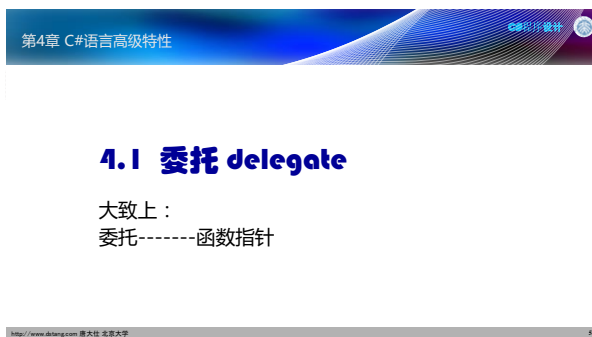 第4章 C#语言高级特性
C#程序设计
4.1 委托 delegate
大致上：
委托-------函数指针
http://www.dstang.com 唐大仕 北京大学